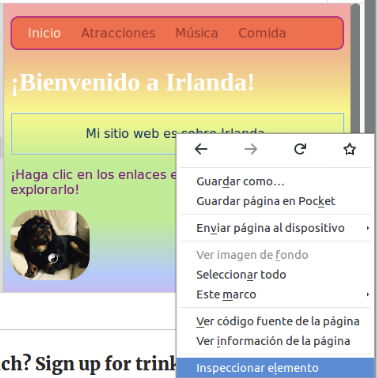 Inicio Atracciones Música Comida
¡Bienvenido a Irlanda!
Mi sitio web es sobre Irlanda
¡Haga clic en los enlaces
explorarlo!
Guardar como…
Guardar página en Pocket
Enviar página al dispositivo
Ver imagen de fondo
Seleccionar todo
Este marco
Ver código fuente de la página
Ver información de la página
Inspeccionar elemento
ch? Sign up for trink